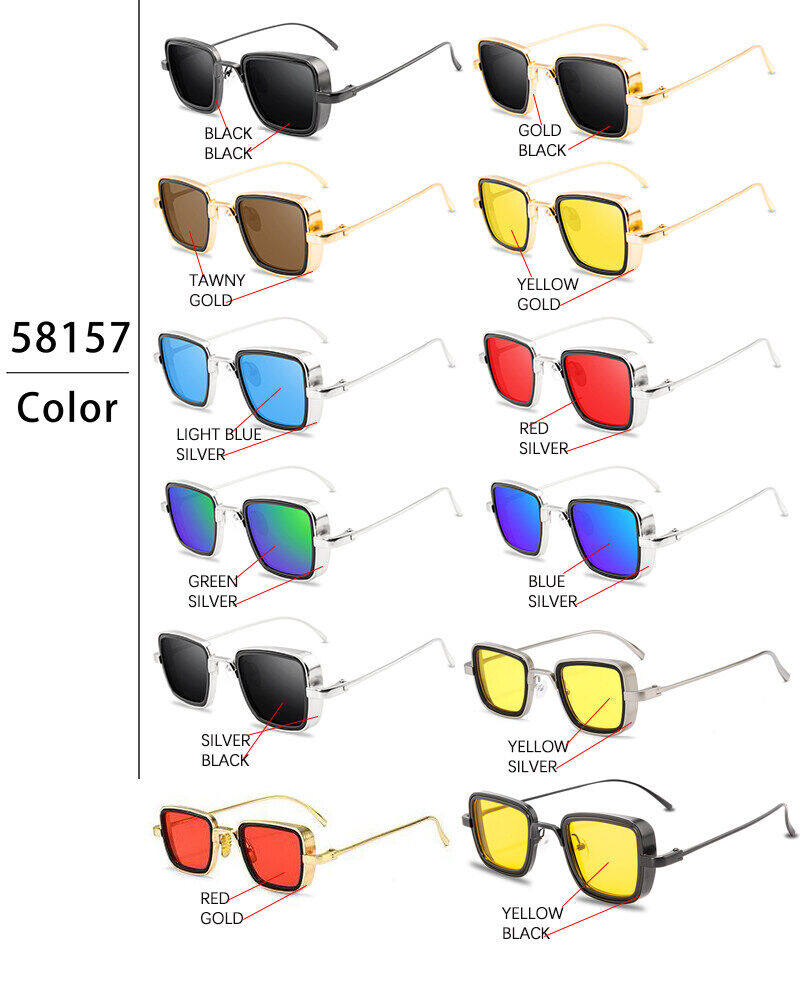 58157
Color
BLACK
BLACK
GOLD
BLACK
TAWNY
GOLD
YELLOW
GOLD
LIGHT BLUE
SILVER
RED
SILVER
GREEN
SILVER
BLUE
SILVER
SILVER
BLACK
YELLOW
SILVER
RED
GOLD
YELLOW
BLACK